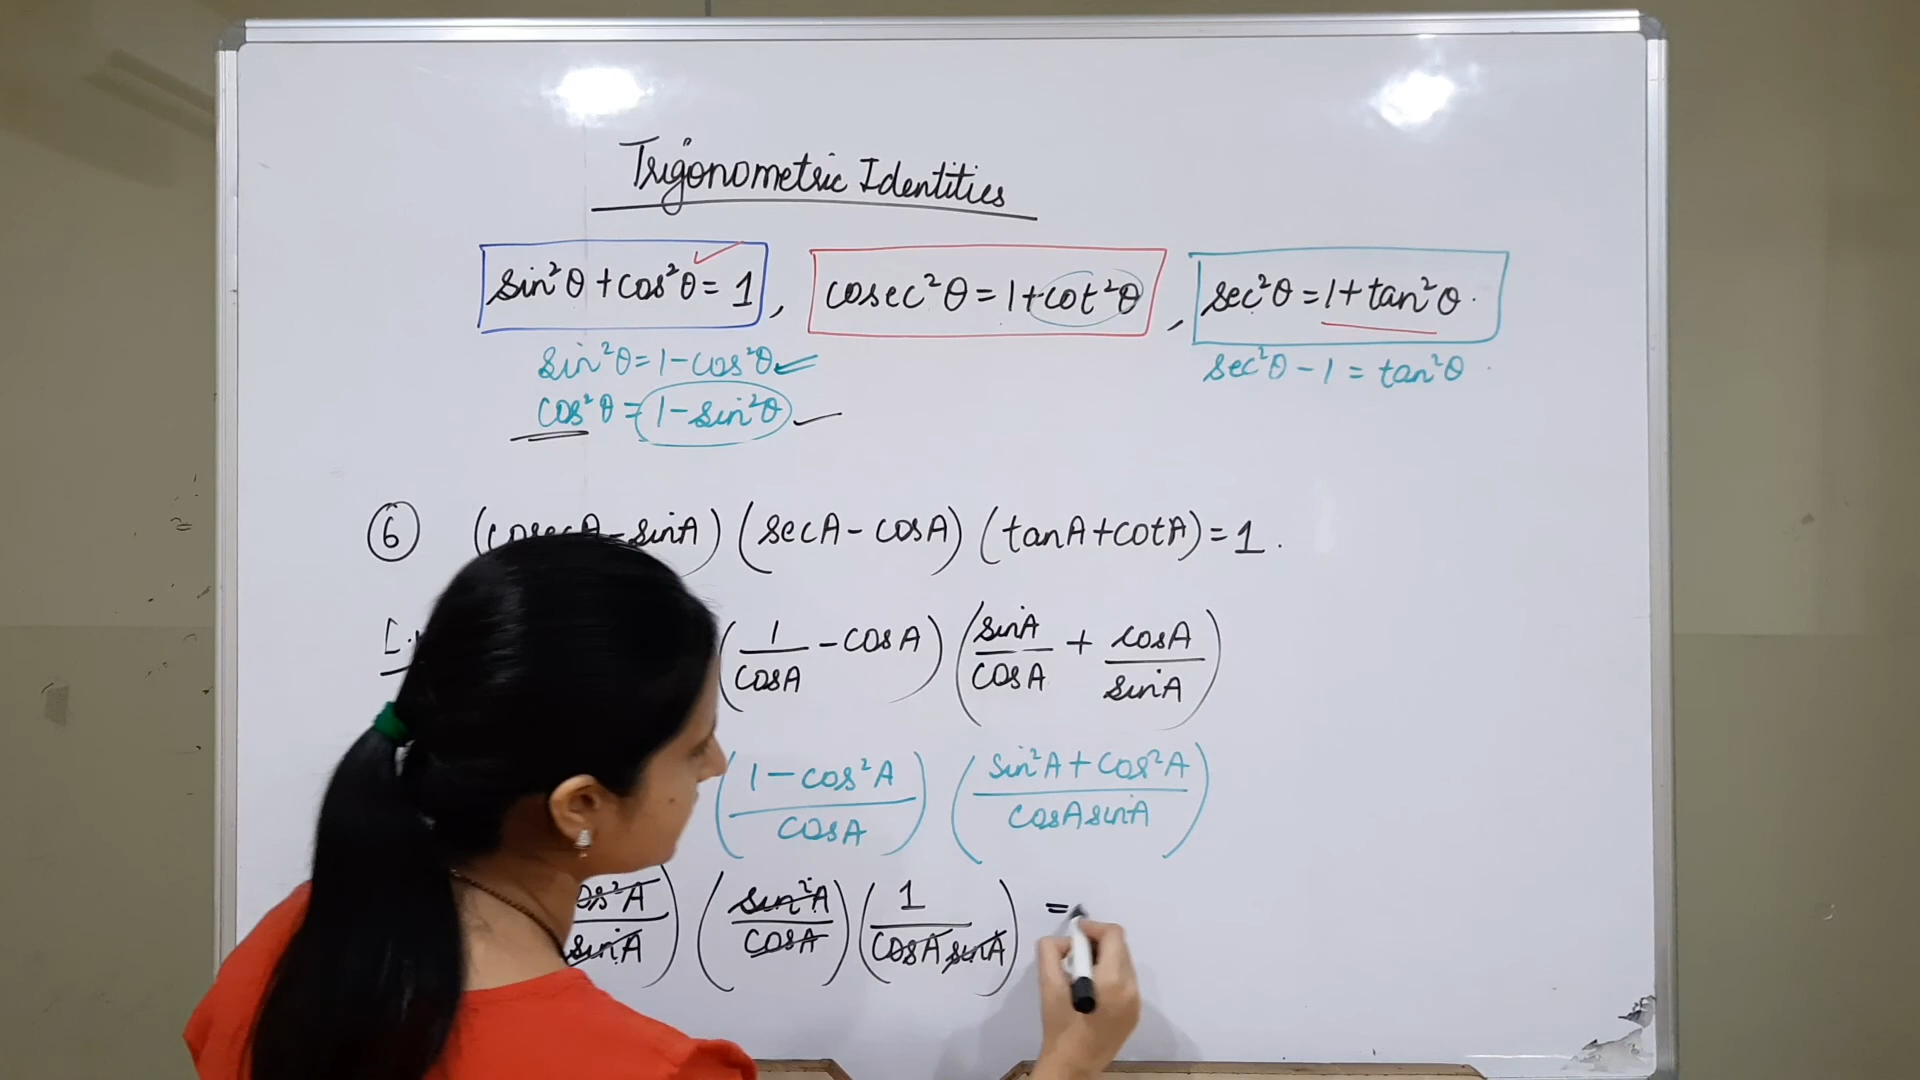 Trigonometric Identities
sin²θ + cos²θ = 1 , cosec²θ = 1 + cot²θ , sec²θ = 1 + tan²θ.
sin²θ = 1 - cos²θ sec²θ - 1 = tan²θ
cos²θ = 1 - sin²θ
⑥ (cosecA - sinA) (secA - cosA) (tanA + cotA) = 1.
(1/cosA - cosA) (sinA/cosA + cosA/sinA)
(1 - cos²A/cosA) (sin²A + cos²A/cosA sinA)
cos²A/sinA) (sin²A/cosA) (1/cosA sinA) =